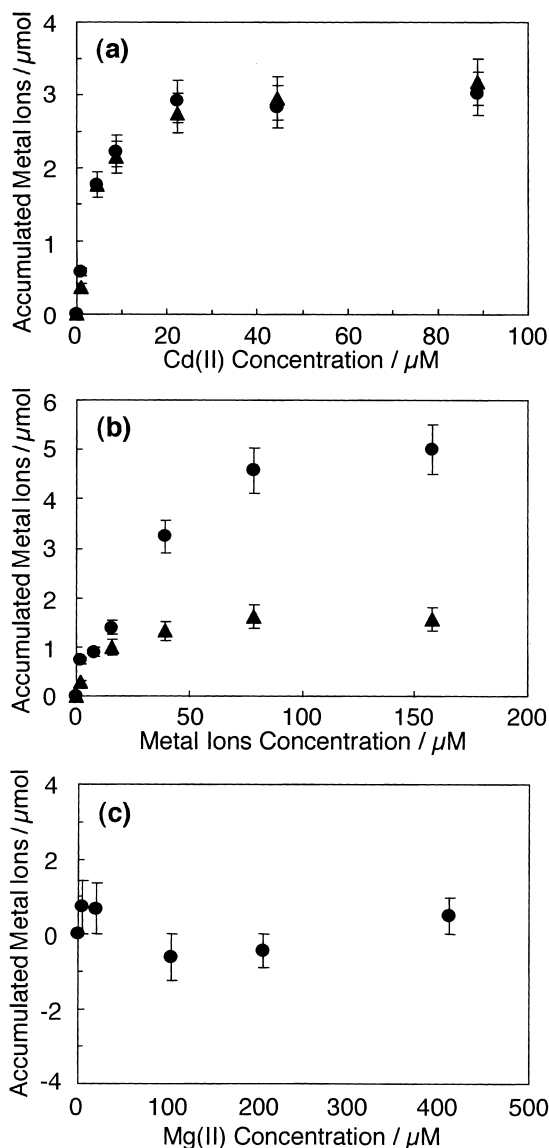 (a)
Accumulated Metal Ions / μmol
4
3
2
1
0
0 20 40 60 80 100
Cd(II) Concentration / μM
(b)
Accumulated Metal Ions / μmol
6
5
4
3
2
1
0
0 50 100 150 200
Metal Ions Concentration / μM
(c)
Accumulated Metal Ions / μmol
4
2
0
-2
-4
0 100 200 300 400 500
Mg(II) Concentration / μM